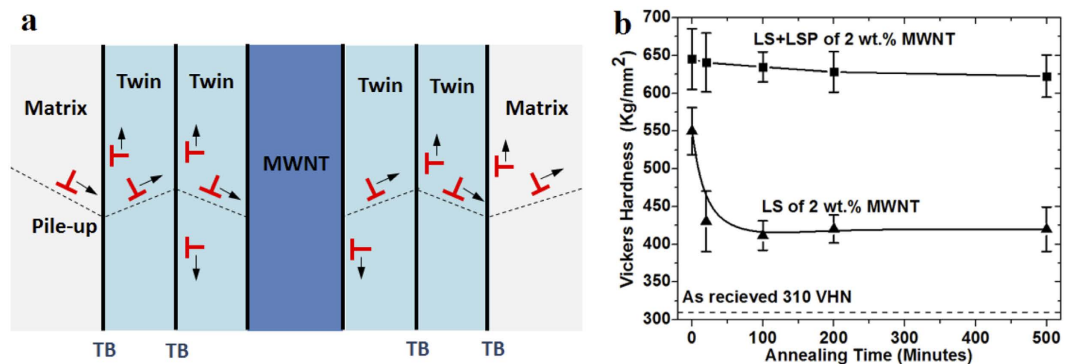 a
Twin
Twin
Twin
Twin
Matrix
Matrix
MWNT
Pile-up
TB
TB
TB
TB
b
700
650
600
550
500
450
400
350
300
Vickers Hardness (Kg/mm²)
LS+LSP of 2 wt.% MWNT
LS of 2 wt.% MWNT
As recieved 310 VHN
0
100
200
300
400
500
Annealing Time (Minutes)